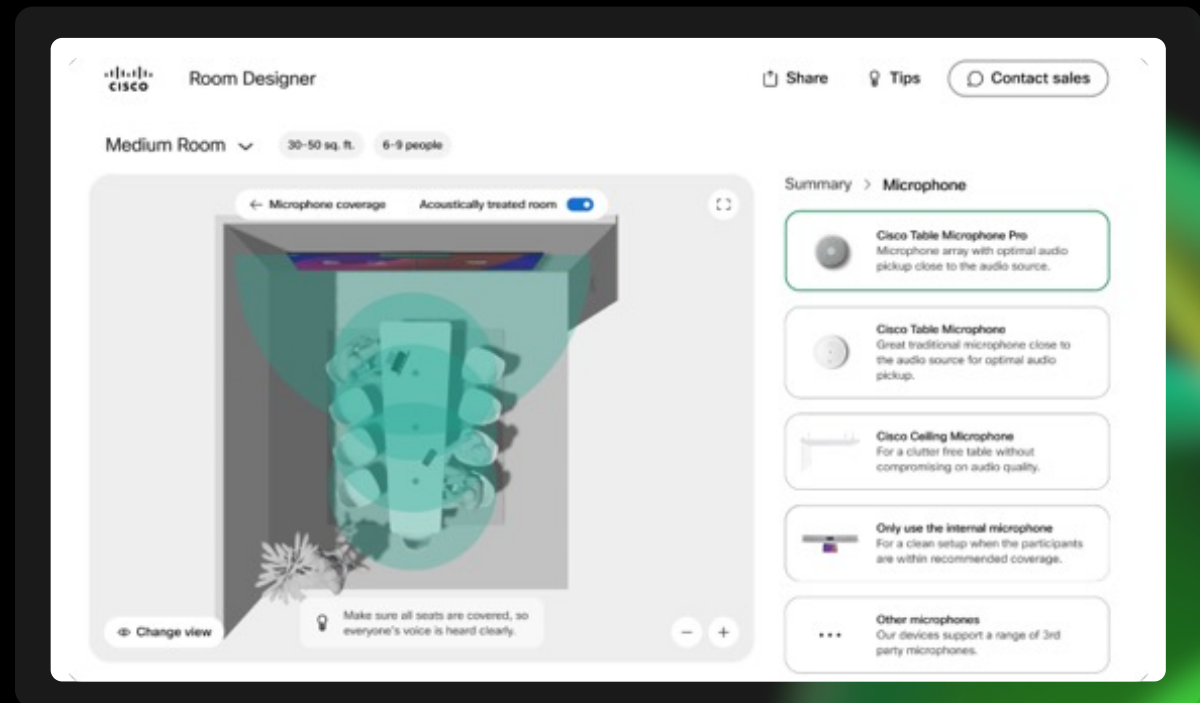 CISCO
Room Designer
Share
Tips
Contact sales
Medium Room
30-50 sq. ft.
6-9 people
Microphone coverage
Acoustically treated room
Make sure all seats are covered, so
everyone's voice is heard clearly.
Change view
Summary > Microphone
Cisco Table Microphone Pro
Microphone array with optimal audio
pickup close to the audio source.
Cisco Table Microphone
Great traditional microphone close to
the audio source for optimal audio
pickup.
Cisco Ceiling Microphone
For a clutter free table without
compromising on audio quality.
Only use the internal microphone
For a clean setup when the participants
are within recommended coverage.
Other microphones
Our devices support a range of 3rd
party microphones.